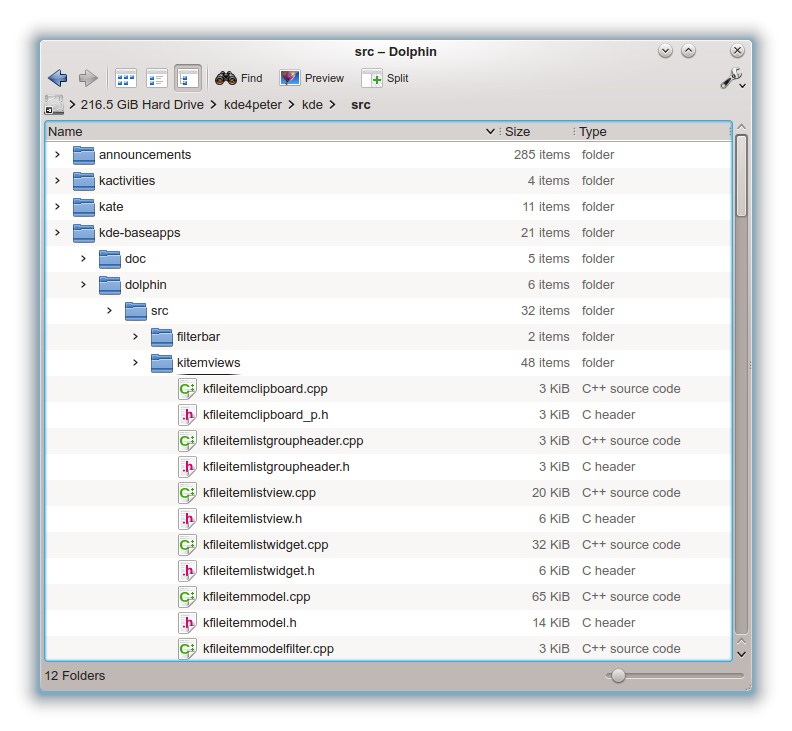 src – Dolphin
Find Preview Split
216.5 GiB Hard Drive > kde4peter > kde > src
Name Size Type
announcements 285 items folder
kactivities 4 items folder
kate 11 items folder
kde-baseapps 21 items folder
doc 5 items folder
dolphin 6 items folder
src 32 items folder
filterbar 2 items folder
kitemviews 48 items folder
kfileitemclipboard.cpp 3 KiB C++ source code
kfileitemclipboard_p.h 3 KiB C header
kfileitemlistgroupheader.cpp 3 KiB C++ source code
kfileitemlistgroupheader.h 3 KiB C header
kfileitemlistview.cpp 20 KiB C++ source code
kfileitemlistview.h 6 KiB C header
kfileitemlistwidget.cpp 32 KiB C++ source code
kfileitemlistwidget.h 6 KiB C header
kfileitemmodel.cpp 65 KiB C++ source code
kfileitemmodel.h 14 KiB C header
kfileitemmodelfilter.cpp 3 KiB C++ source code
12 Folders